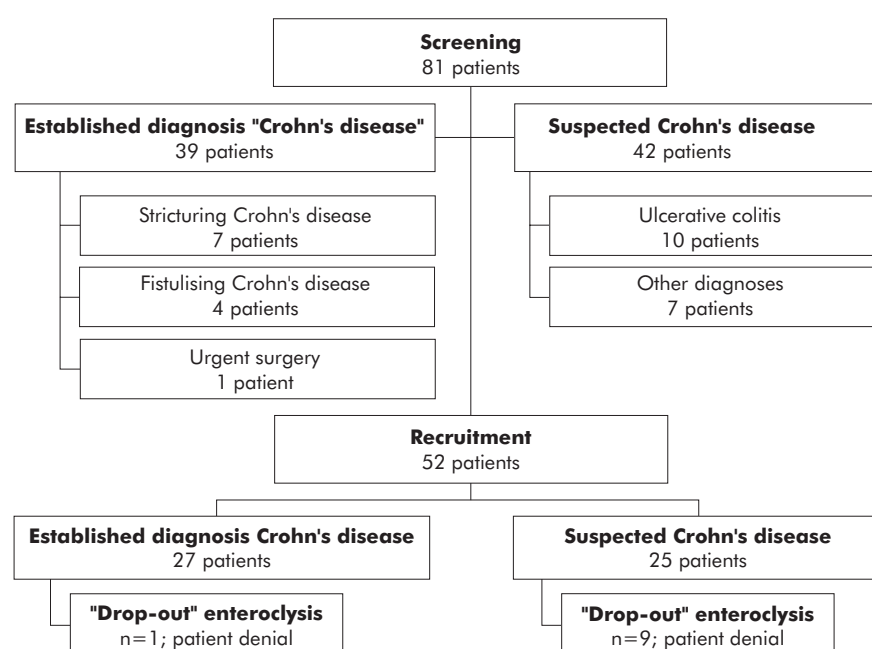 Screening
81 patients
Established diagnosis "Crohn's disease"
39 patients
Suspected Crohn's disease
42 patients
Stricturing Crohn's disease
7 patients
Ulcerative colitis
10 patients
Fistulising Crohn's disease
4 patients
Other diagnoses
7 patients
Urgent surgery
1 patient
Recruitment
52 patients
Established diagnosis Crohn's disease
27 patients
Suspected Crohn's disease
25 patients
"Drop-out" enteroclysis
n=1; patient denial
"Drop-out" enteroclysis
n=9; patient denial